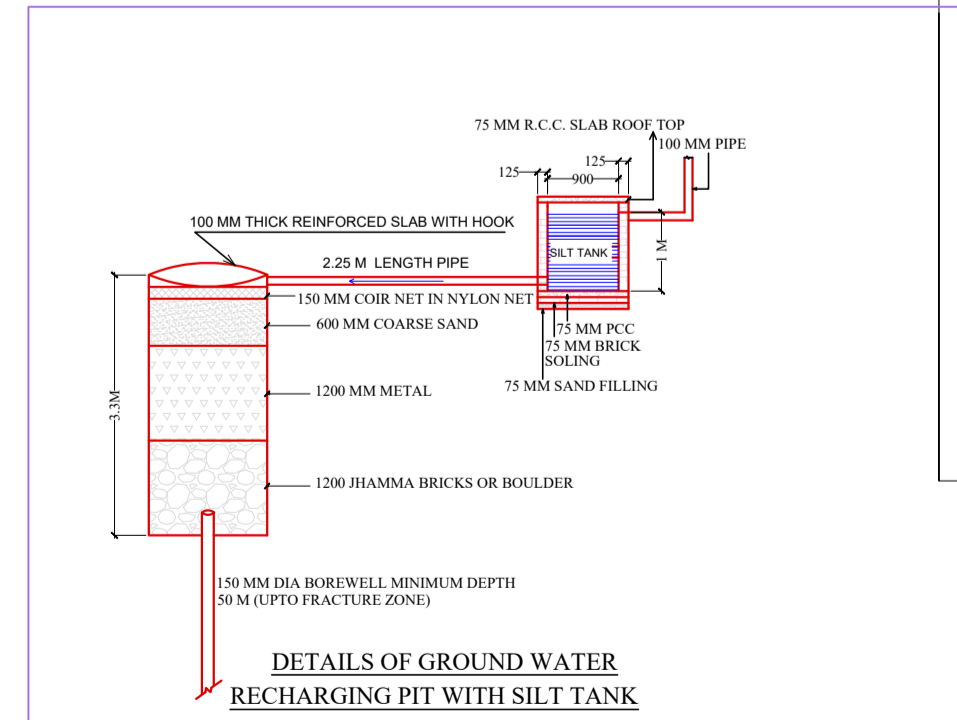 75 MM R.C.C. SLAB ROOF TOP
100 MM PIPE
125
125
900
100 MM THICK REINFORCED SLAB WITH HOOK
SILT TANK
1 M
2.25 M LENGTH PIPE
150 MM COIR NET IN NYLON NET
600 MM COARSE SAND
75 MM PCC
75 MM BRICK
SOLING
75 MM SAND FILLING
1200 MM METAL
3.3M
1200 JHAMMA BRICKS OR BOULDER
150 MM DIA BOREWELL MINIMUM DEPTH
50 M (UPTO FRACTURE ZONE)
DETAILS OF GROUND WATER
RECHARGING PIT WITH SILT TANK